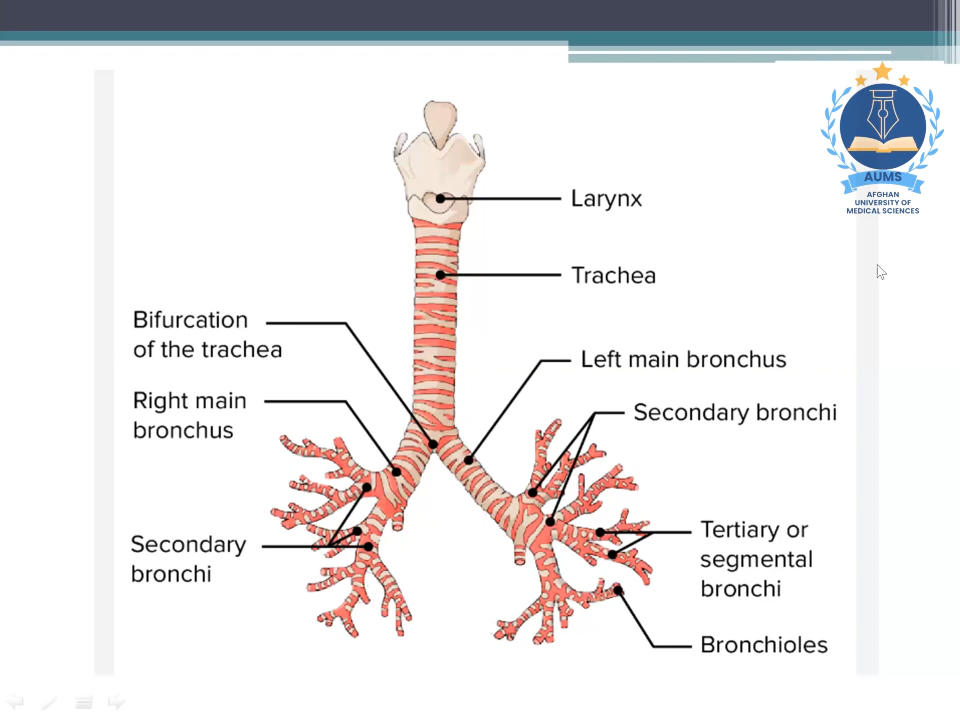 AUMS
AFGHAN
UNIVERSITY OF
MEDICAL SCIENCES
Larynx
Trachea
Bifurcation
of the trachea
Left main bronchus
Right main
bronchus
Secondary bronchi
Secondary
bronchi
Tertiary or
segmental
bronchi
Bronchioles